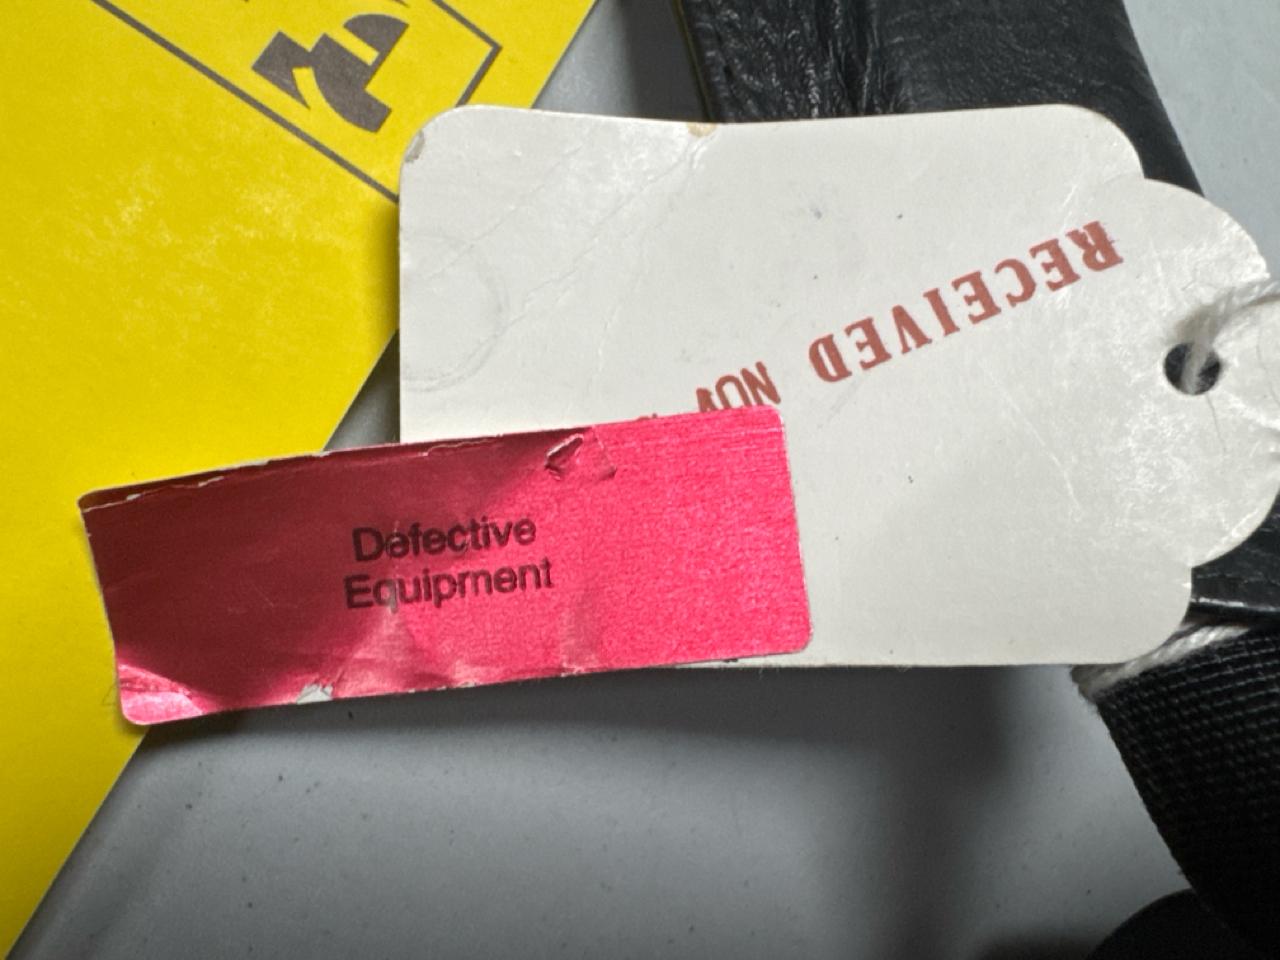 RECEIVED NOV
Defective
Equipment